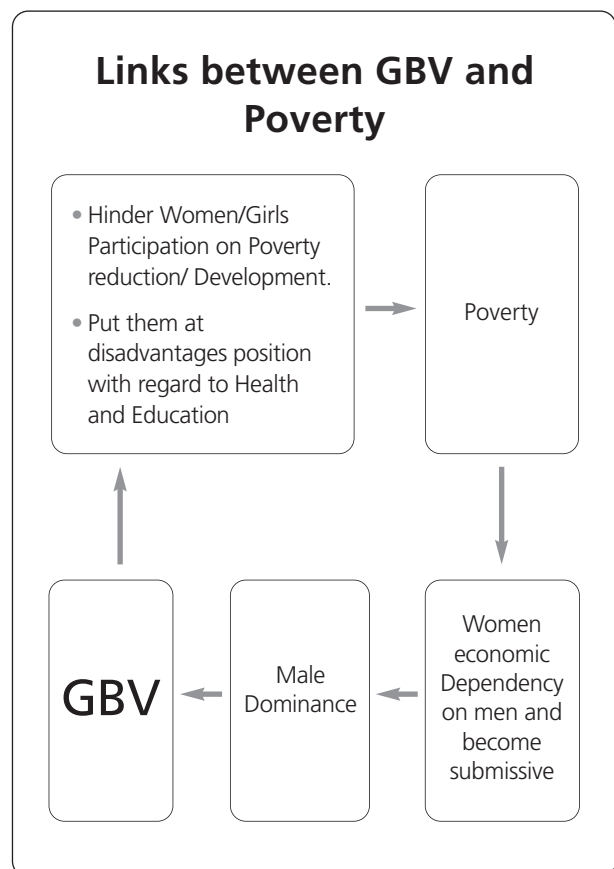 Links between GBV and
Poverty
• Hinder Women/Girls
Participation on Poverty
reduction/ Development.
• Put them at
disadvantages position
with regard to Health
and Education
Poverty
Women
economic
Dependency
on men and
become
submissive
Male
Dominance
GBV